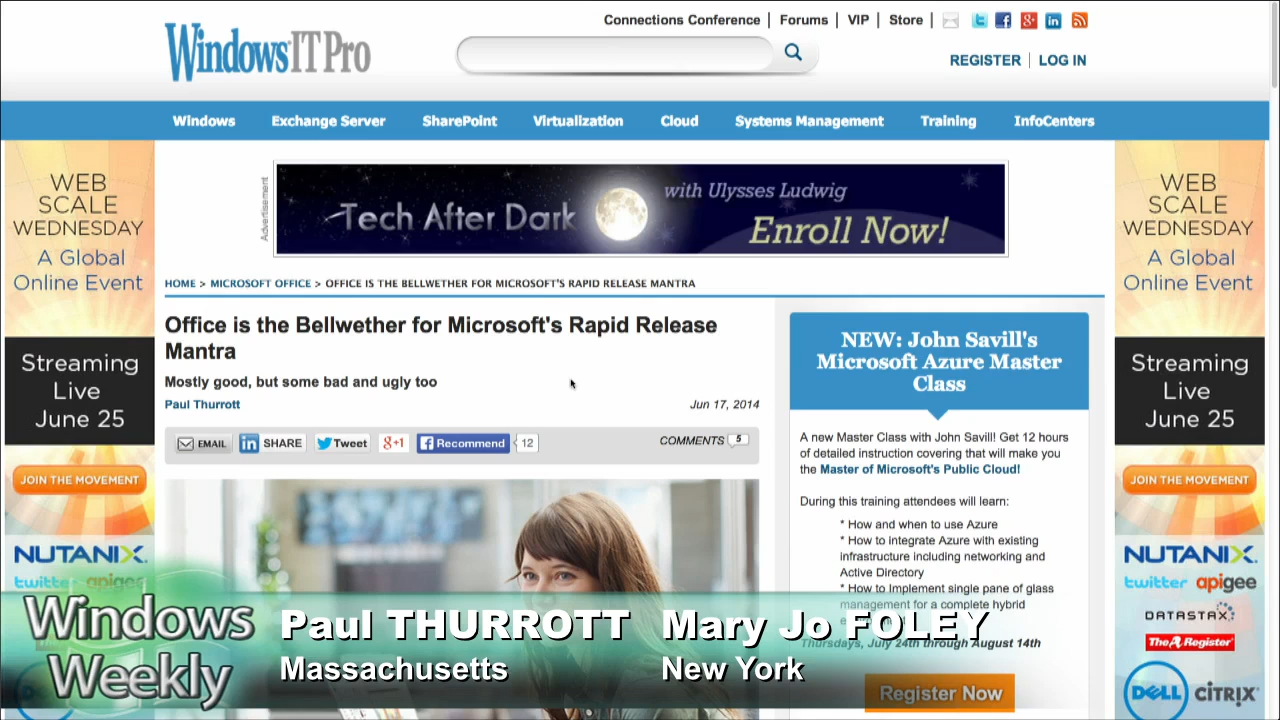 Connections Conference | Forums | VIP | Store |
WindowsITPro
REGISTER | LOG IN
Windows Exchange Server SharePoint Virtualization Cloud Systems Management Training InfoCenters
WEB
SCALE
WEDNESDAY
A Global
Online Event
Streaming
Live
June 25
JOIN THE MOVEMENT
NUTANIX.
twitter apigee
Advertisement
Tech After Dark
with Ulysses Ludwig
Enroll Now!
HOME > MICROSOFT OFFICE > OFFICE IS THE BELLWETHER FOR MICROSOFT'S RAPID RELEASE MANTRA
Office is the Bellwether for Microsoft's Rapid Release
Mantra
Mostly good, but some bad and ugly too
Paul Thurrott Jun 17, 2014
EMAIL in SHARE Tweet g+1 f Recommend 12 COMMENTS 5
NEW: John Savill's
Microsoft Azure Master
Class
A new Master Class with John Savill! Get 12 hours
of detailed instruction covering that will make you
the Master of Microsoft's Public Cloud!
During this training attendees will learn:
* How and when to use Azure
* How to integrate Azure with existing
infrastructure including networking and
Active Directory
* How to Implement single pane of glass
management for a complete hybrid
Thursdays, July 24th through August 14th
Register Now
WEB
SCALE
WEDNESDAY
A Global
Online Event
Streaming
Live
June 25
JOIN THE MOVEMENT
NUTANIX.
twitter apigee
DATASTAX
The Register
DELL CITRIX
Windows
Weekly
Paul THURROTT Mary Jo FOLEY
Massachusetts New York